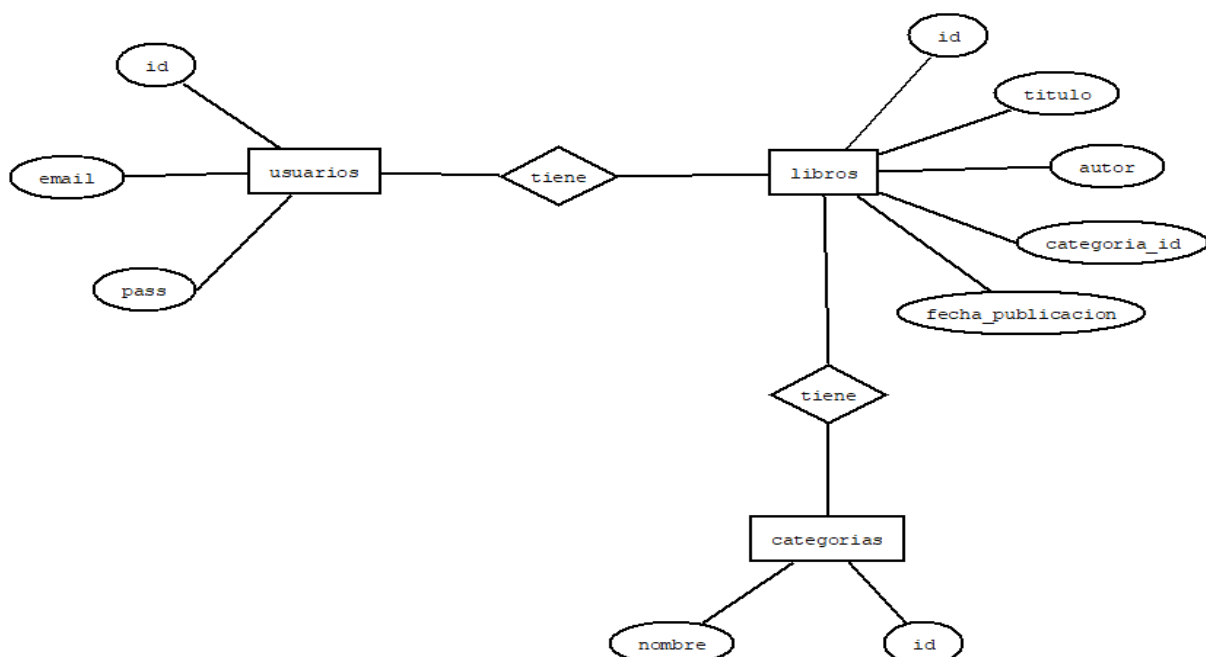 id
id
titulo
email
usuarios
tiene
libros
autor
categoria_id
pass
fecha_publicacion
tiene
categorias
nombre
id